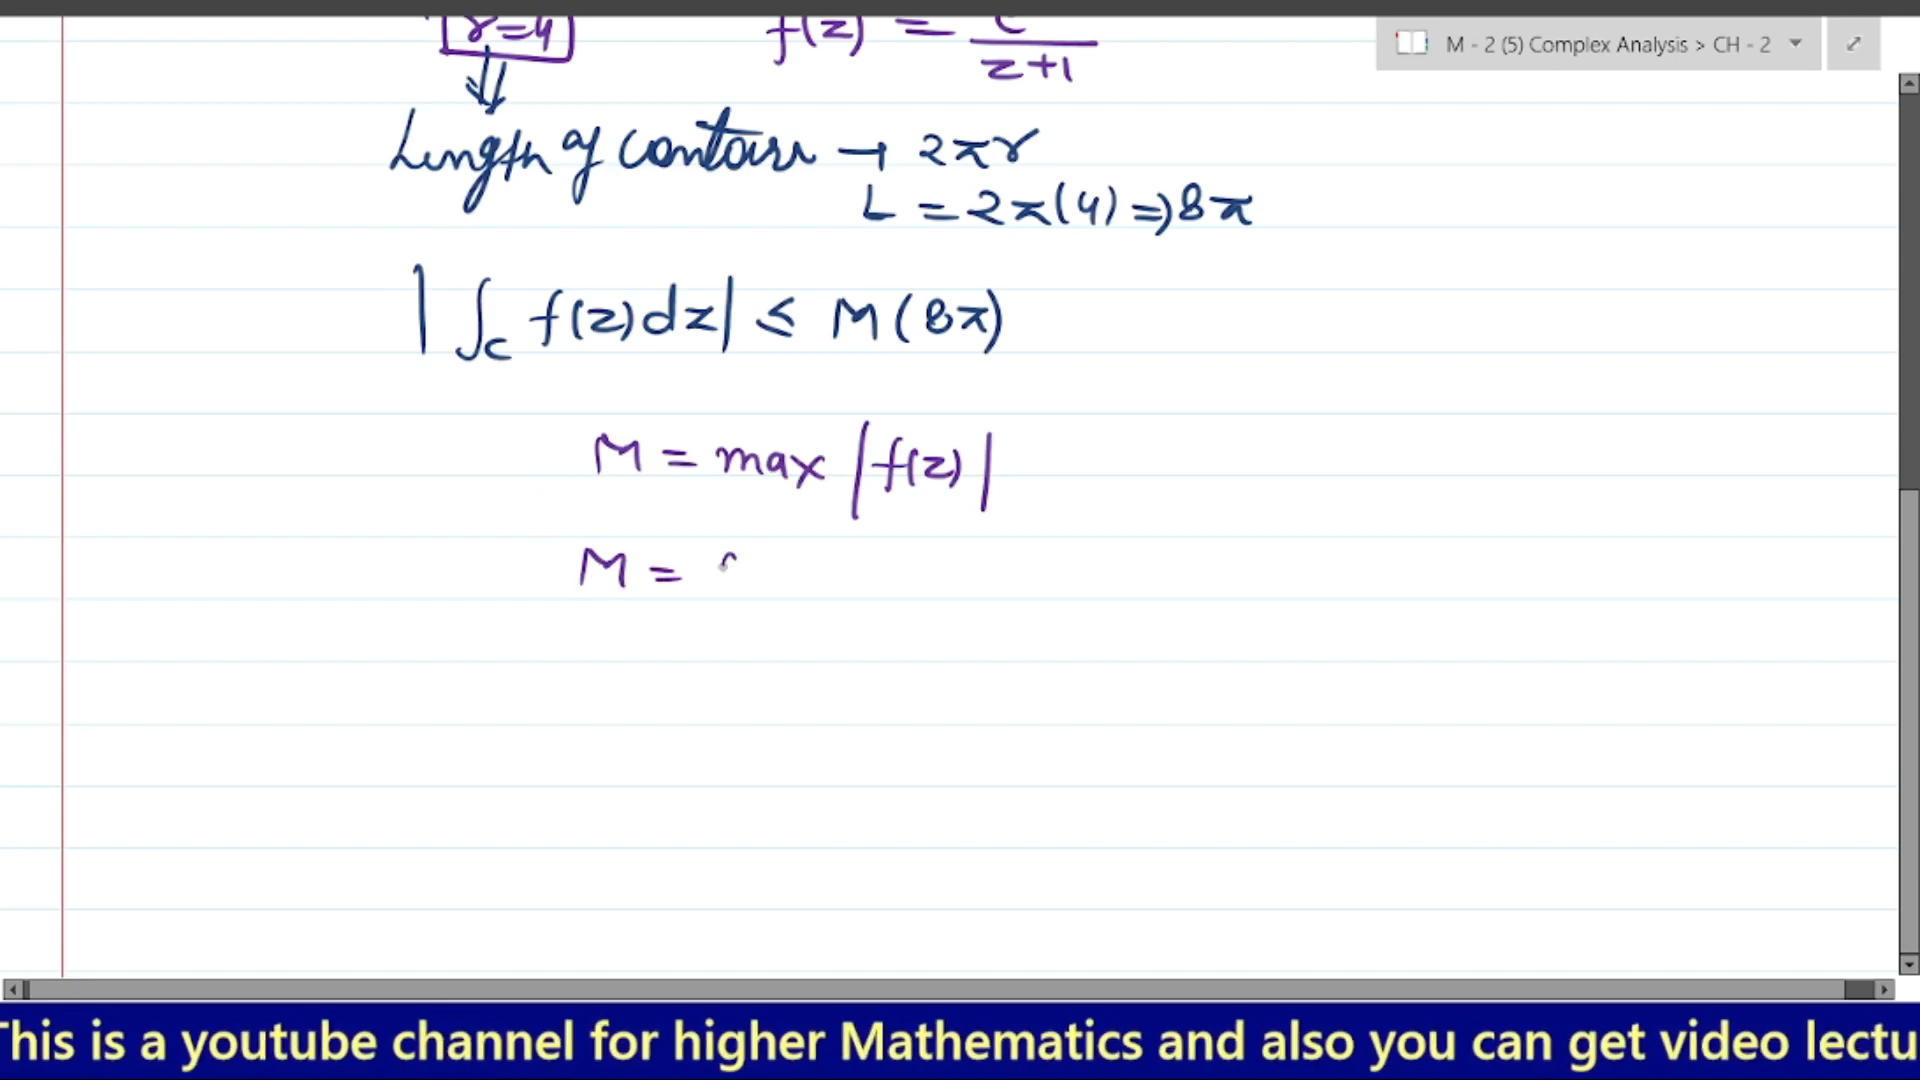 r=4 f(z) = / z+1
M - 2 (5) Complex Analysis > CH - 2
Length of contour → 2πr
L = 2π(4) ⇒ 8π
|∫c f(z)dz| ≤ M(8π)
M = max |f(z)|
M =
This is a youtube channel for higher Mathematics and also you can get video lectu